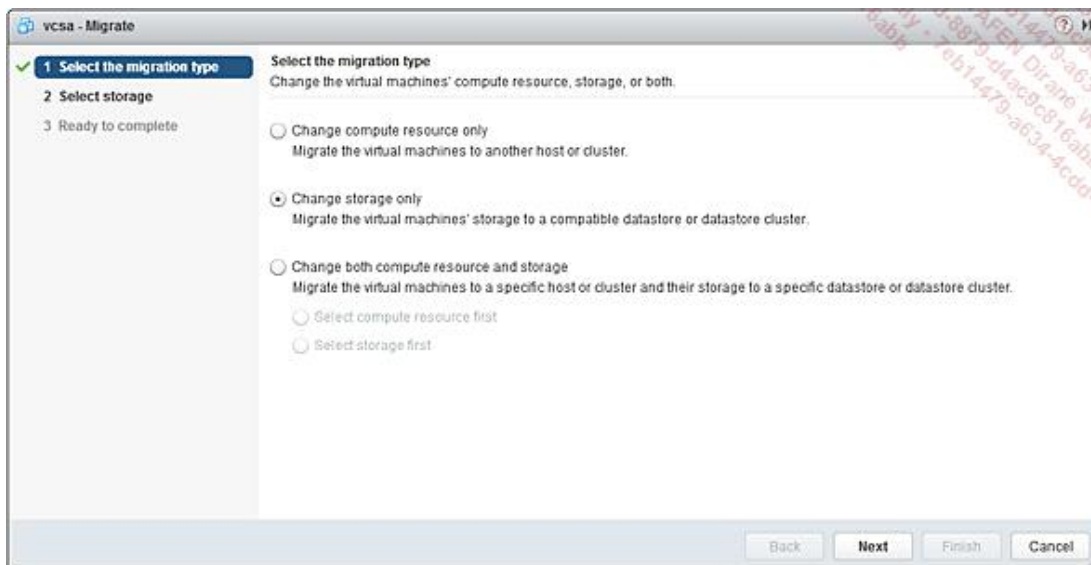 vcsa - Migrate
1 Select the migration type
2 Select storage
3 Ready to complete
Select the migration type
Change the virtual machines' compute resource, storage, or both.
Change compute resource only
Migrate the virtual machines to another host or cluster.
Change storage only
Migrate the virtual machines' storage to a compatible datastore or datastore cluster.
Change both compute resource and storage
Migrate the virtual machines to a specific host or cluster and their storage to a specific datastore or datastore cluster.
Select compute resource first
Select storage first
Back Next Finish Cancel